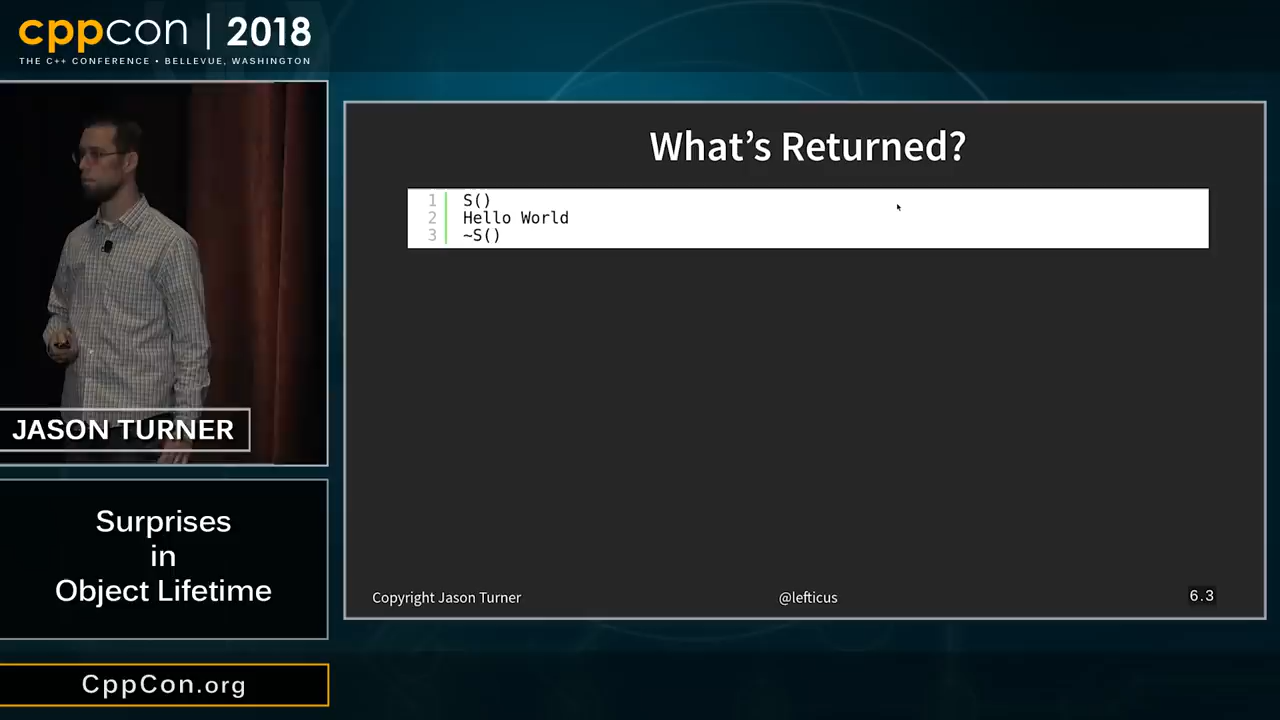 cppcon | 2018
THE C++ CONFERENCE • BELLEVUE, WASHINGTON
What's Returned?
1 S()
2 Hello World
3 ~S()
JASON TURNER
Surprises
in
Object Lifetime
Copyright Jason Turner
@lefticus
6.3
CppCon.org